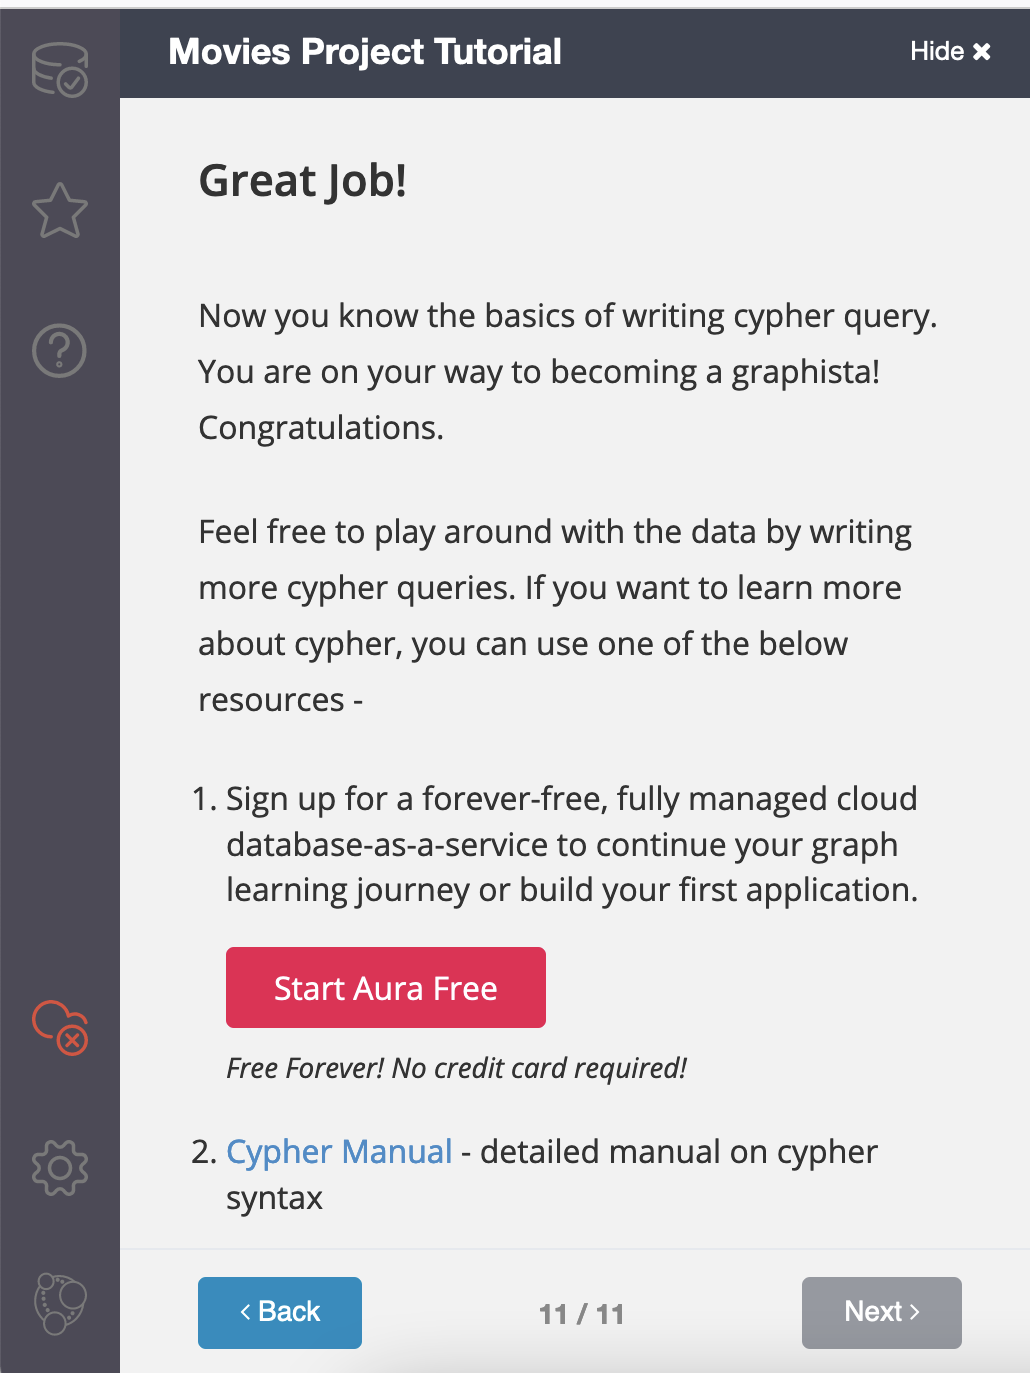 Movies Project Tutorial
Hide ×
Great Job!
Now you know the basics of writing cypher query.
You are on your way to becoming a graphista!
Congratulations.
Feel free to play around with the data by writing
more cypher queries. If you want to learn more
about cypher, you can use one of the below
resources -
1. Sign up for a forever-free, fully managed cloud
database-as-a-service to continue your graph
learning journey or build your first application.
Start Aura Free
Free Forever! No credit card required!
2. Cypher Manual - detailed manual on cypher
syntax
‹ Back
11 / 11
Next ›